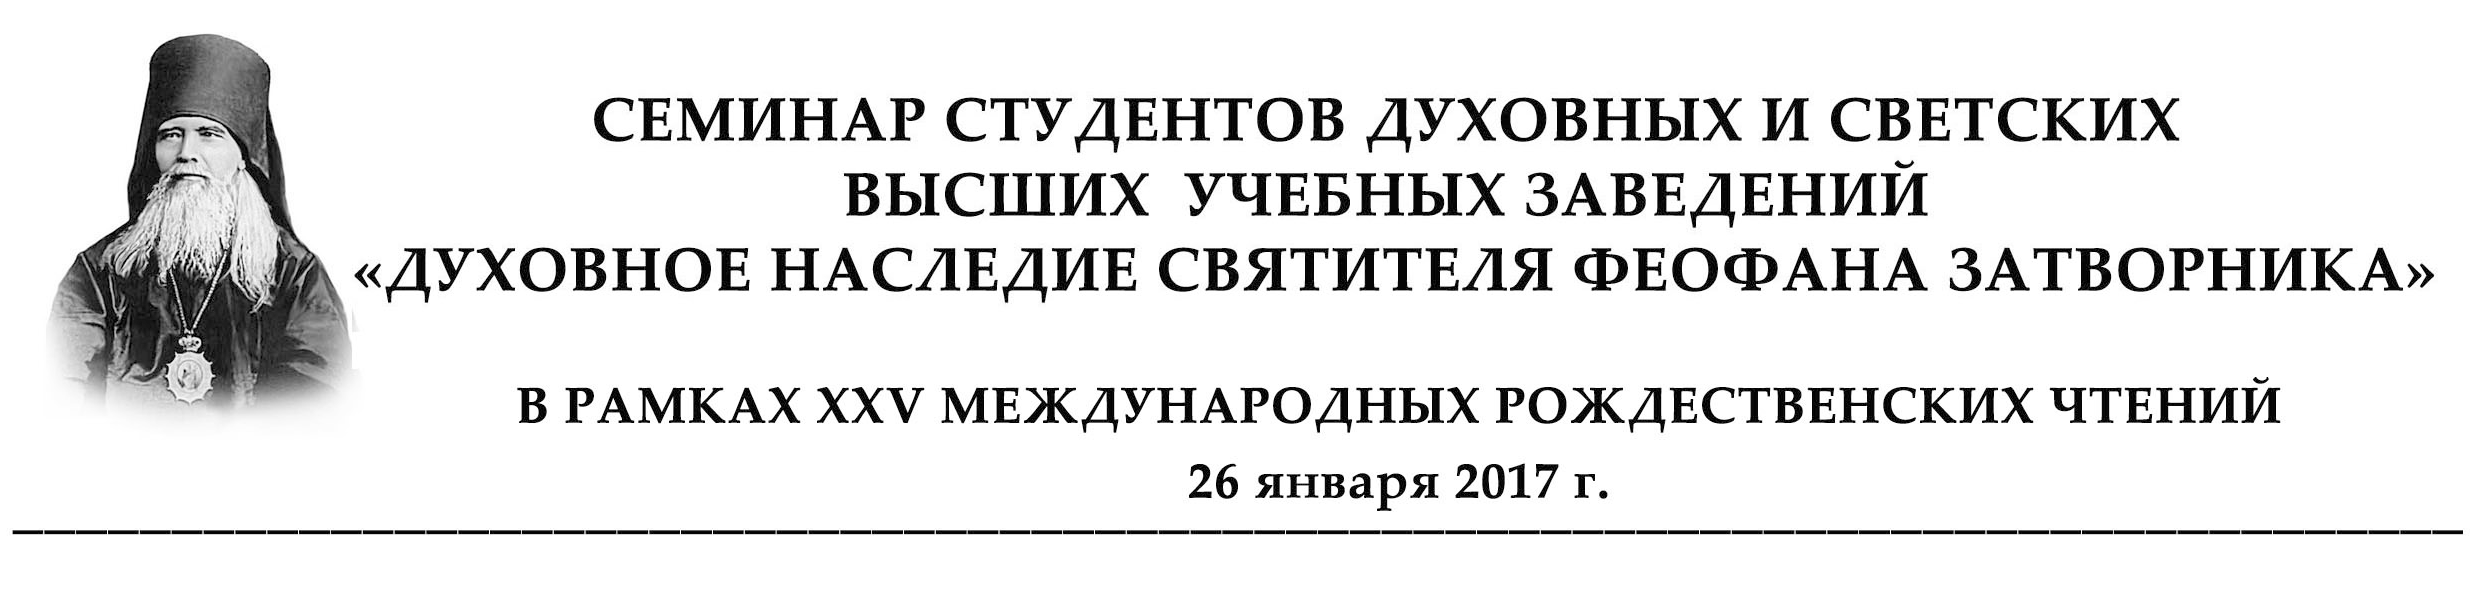 СЕМИНАР СТУДЕНТОВ ДУХОВНЫХ И СВЕТСКИХ
ВЫСШИХ УЧЕБНЫХ ЗАВЕДЕНИЙ
«ДУХОВНОЕ НАСЛЕДИЕ СВЯТИТЕЛЯ ФЕОФАНА ЗАТВОРНИКА»
В РАМКАХ XXV МЕЖДУНАРОДНЫХ РОЖДЕСТВЕНСКИХ ЧТЕНИЙ
26 января 2017 г.